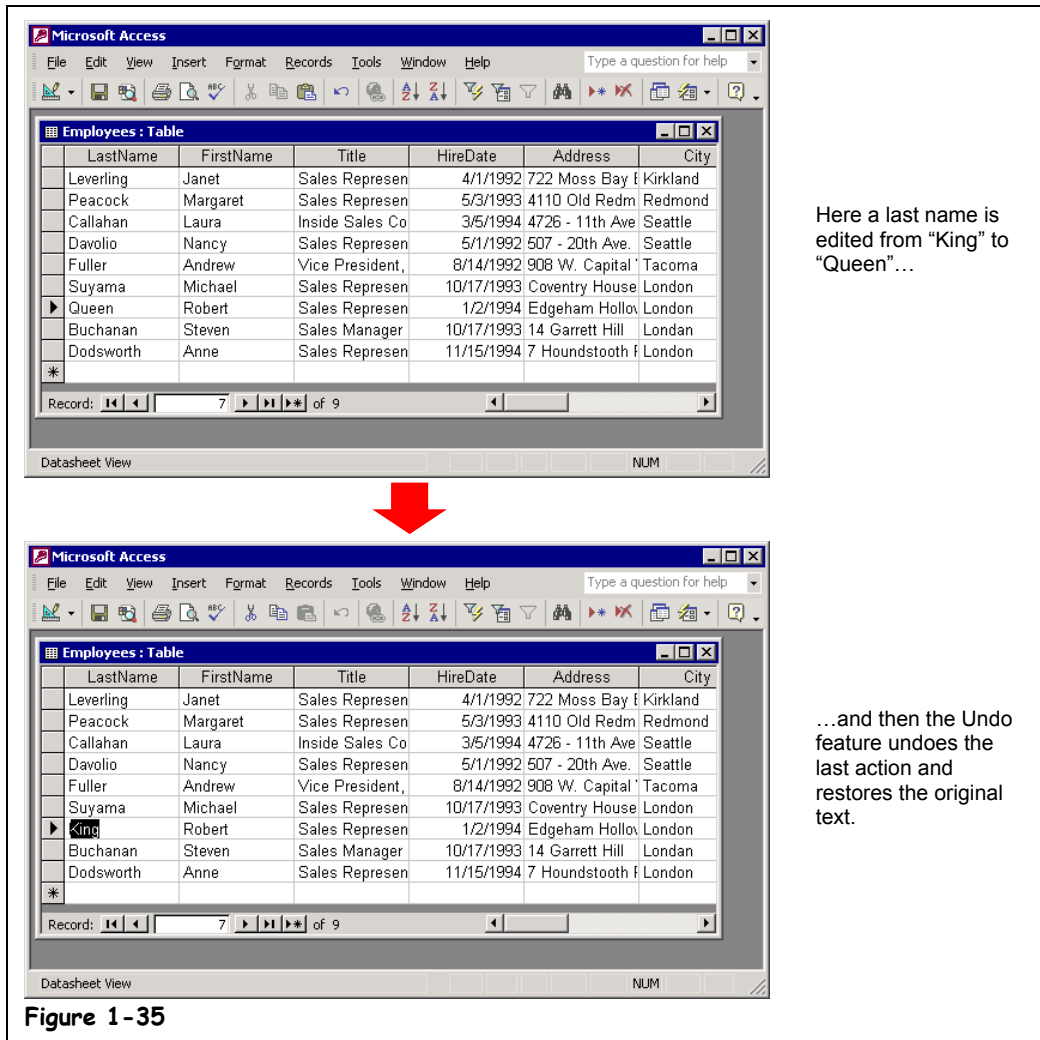 Microsoft Access
File Edit View Insert Format Records Tools Window Help Type a question for help
Employees : Table
LastName FirstName Title HireDate Address City
Leverling Janet Sales Represen 4/1/1992 722 Moss Bay Kirkland
Peacock Margaret Sales Represen 5/3/1993 4110 Old Redm Redmond
Callahan Laura Inside Sales Co 3/5/1994 4726 - 11th Ave Seattle
Davolio Nancy Sales Represen 5/1/1992 507 - 20th Ave. Seattle
Fuller Andrew Vice President, 8/14/1992 908 W. Capital Tacoma
Suyama Michael Sales Represen 10/17/1993 Coventry House London
Queen Robert Sales Represen 1/2/1994 Edgeham Hollow London
Buchanan Steven Sales Manager 10/17/1993 14 Garrett Hill Londan
Dodsworth Anne Sales Represen 11/15/1994 7 Houndstooth London
Record: 7 of 9
Datasheet View NUM
Here a last name is
edited from “King” to
“Queen”…
Microsoft Access
File Edit View Insert Format Records Tools Window Help Type a question for help
Employees : Table
LastName FirstName Title HireDate Address City
Leverling Janet Sales Represen 4/1/1992 722 Moss Bay Kirkland
Peacock Margaret Sales Represen 5/3/1993 4110 Old Redm Redmond
Callahan Laura Inside Sales Co 3/5/1994 4726 - 11th Ave Seattle
Davolio Nancy Sales Represen 5/1/1992 507 - 20th Ave. Seattle
Fuller Andrew Vice President, 8/14/1992 908 W. Capital Tacoma
Suyama Michael Sales Represen 10/17/1993 Coventry House London
King Robert Sales Represen 1/2/1994 Edgeham Hollow London
Buchanan Steven Sales Manager 10/17/1993 14 Garrett Hill Londan
Dodsworth Anne Sales Represen 11/15/1994 7 Houndstooth London
Record: 7 of 9
Datasheet View NUM
…and then the Undo
feature undoes the
last action and
restores the original
text.
Figure 1-35